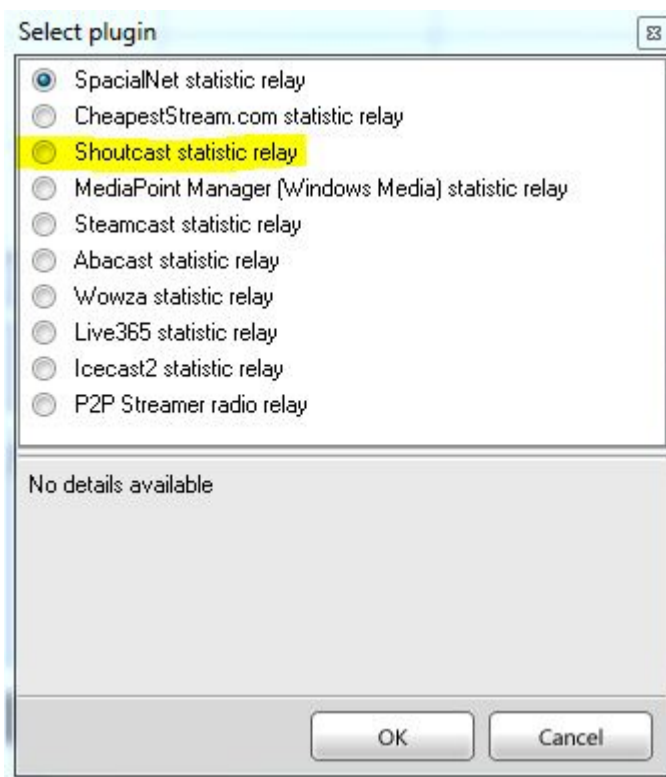 Select plugin
SpacialNet statistic relay
CheapestStream.com statistic relay
Shoutcast statistic relay
MediaPoint Manager (Windows Media) statistic relay
Steamcast statistic relay
Abacast statistic relay
Wowza statistic relay
Live365 statistic relay
Icecast2 statistic relay
P2P Streamer radio relay
No details available
OK Cancel